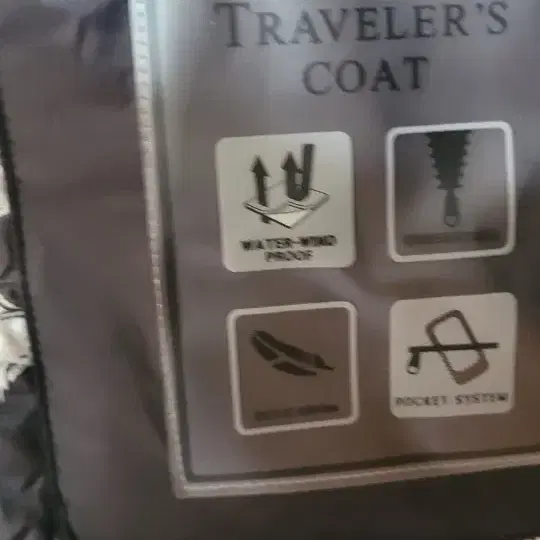 TRAVELER'S
COAT
WATER-WIND
PROOF
POCKET SYSTEM